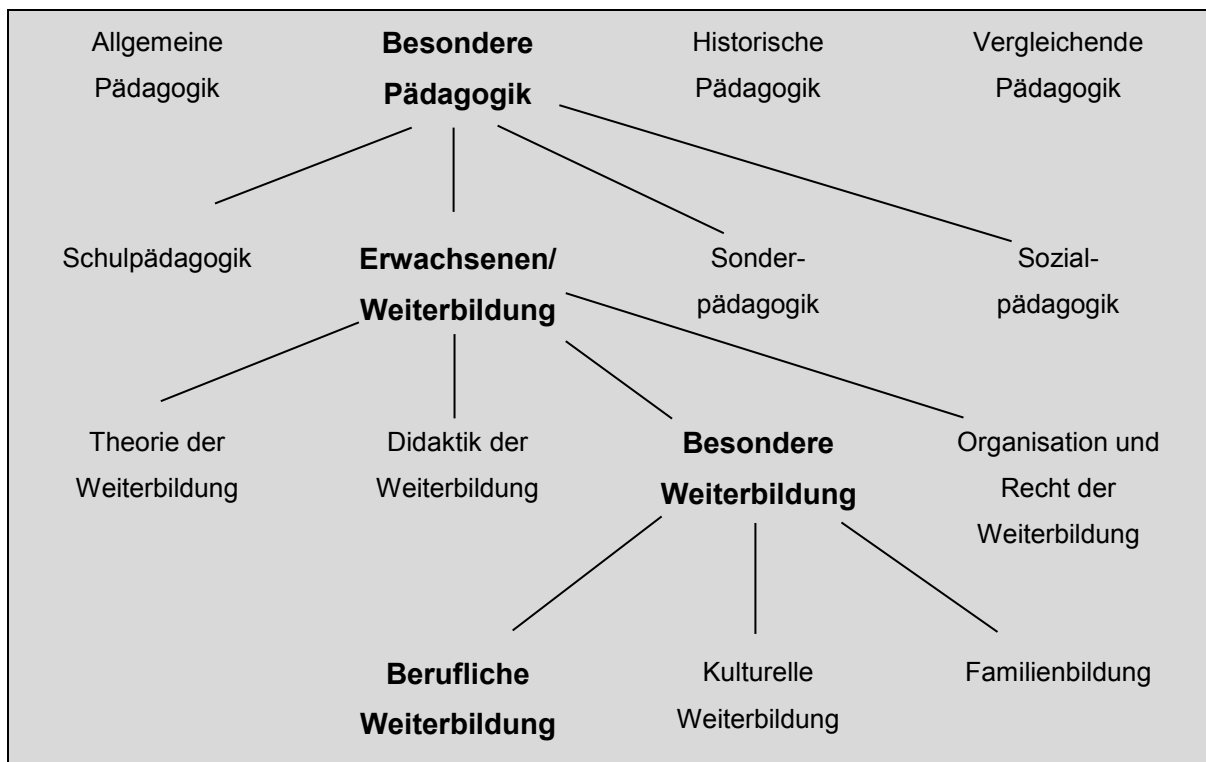 Allgemeine
Pädagogik
Besondere
Pädagogik
Historische
Pädagogik
Vergleichende
Pädagogik
Schulpädagogik
Erwachsenen/
Weiterbildung
Sonder-
pädagogik
Sozial-
pädagogik
Theorie der
Weiterbildung
Didaktik der
Weiterbildung
Besondere
Weiterbildung
Organisation und
Recht der
Weiterbildung
Berufliche
Weiterbildung
Kulturelle
Weiterbildung
Familienbildung